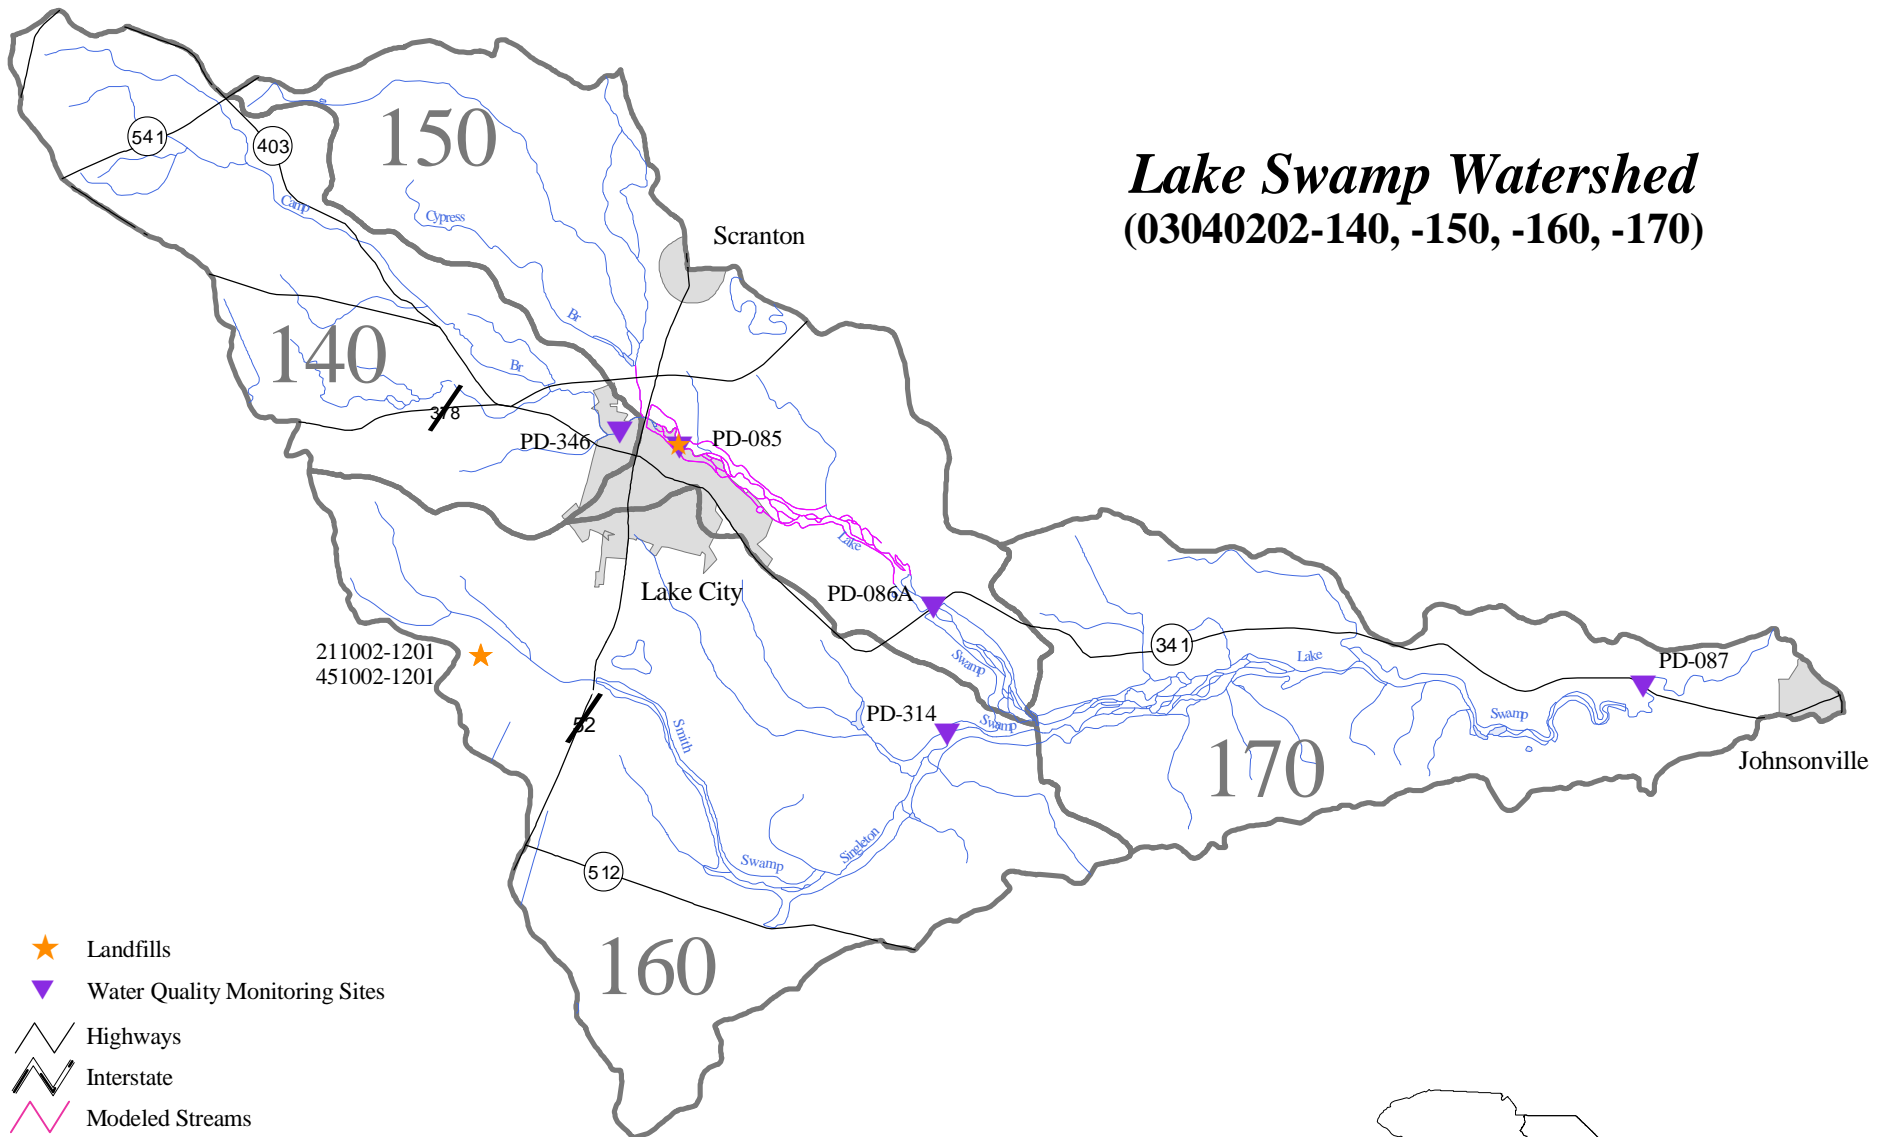 150
541
403
Lake Swamp Watershed
(03040202-140, -150, -160, -170)
Camp
Cypress
Scranton
Br
140
Br
378
PD-346
PD-085
Lake
Lake City
PD-086A
211002-1201
451002-1201
341
Lake
PD-087
Swamp
PD-314
Swamp
Swamp
52
Smith
170
Johnsonville
Swamp
Singleton
512
160
Landfills
Water Quality Monitoring Sites
Highways
Interstate
Modeled Streams